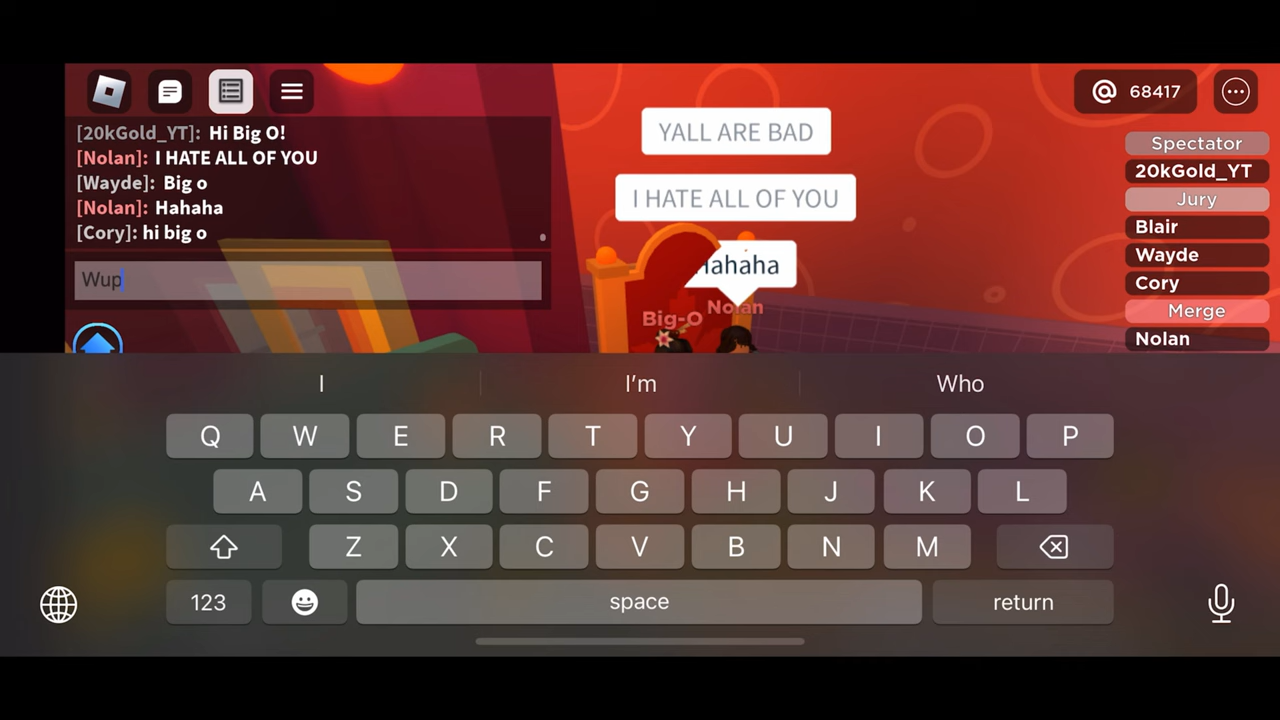 68417
[20kGold_YT]: Hi Big O!
[Nolan]: I HATE ALL OF YOU
[Wayde]: Big o
[Nolan]: Hahaha
[Cory]: hi big o
Wup
YALL ARE BAD
I HATE ALL OF YOU
Hahaha
Big-O
Nolan
Spectator
20kGold_YT
Jury
Blair
Wayde
Cory
Merge
Nolan
I I'm Who
Q W E R T Y U I O P
A S D F G H J K L
Z X C V B N M
123 space return